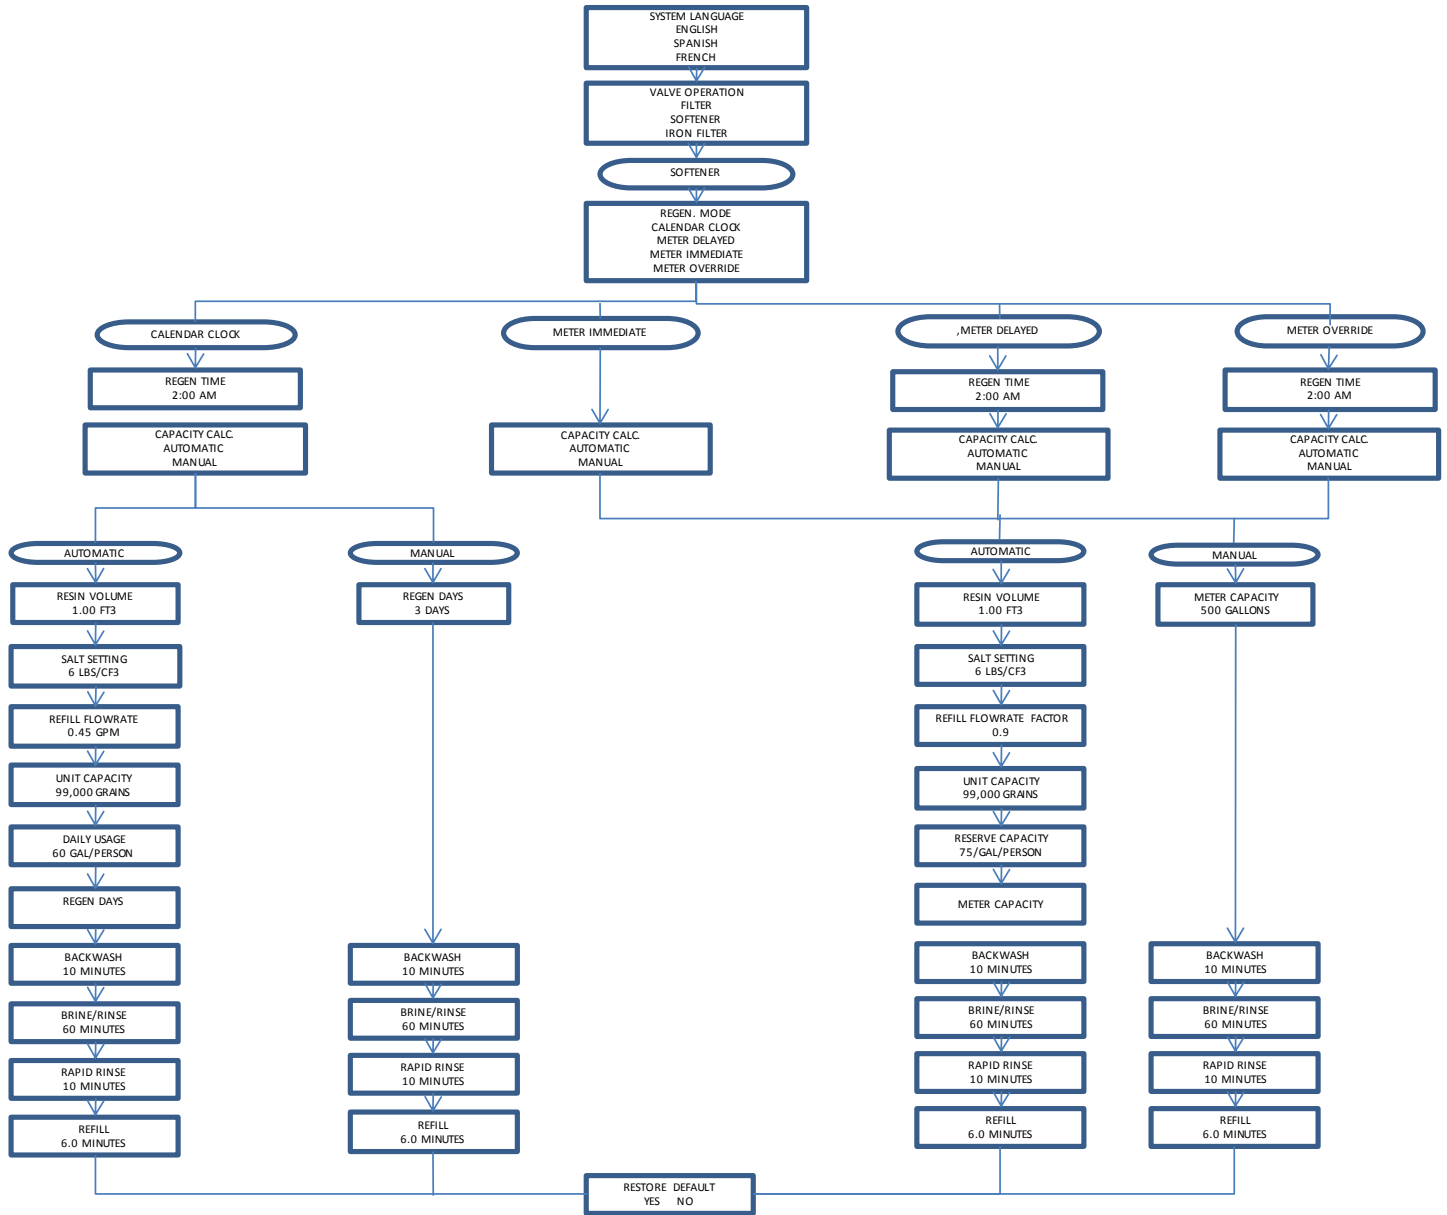 SYSTEM LANGUAGE
ENGLISH
SPANISH
FRENCH
VALVE OPERATION
FILTER
SOFTENER
IRON FILTER
SOFTENER
REGEN. MODE
CALENDAR CLOCK
METER DELAYED
METER IMMEDIATE
METER OVERRIDE
CALENDAR CLOCK
REGEN TIME
2:00 AM
CAPACITY CALC.
AUTOMATIC
MANUAL
METER IMMEDIATE
CAPACITY CALC.
AUTOMATIC
MANUAL
,METER DELAYED
REGEN TIME
2:00 AM
CAPACITY CALC.
AUTOMATIC
MANUAL
METER OVERRIDE
REGEN TIME
2:00 AM
CAPACITY CALC.
AUTOMATIC
MANUAL
AUTOMATIC
RESIN VOLUME
1.00 FT3
SALT SETTING
6 LBS/CF3
REFILL FLOWRATE
0.45 GPM
UNIT CAPACITY
99,000 GRAINS
DAILY USAGE
60 GAL/PERSON
REGEN DAYS
BACKWASH
10 MINUTES
BRINE/RINSE
60 MINUTES
RAPID RINSE
10 MINUTES
REFILL
6.0 MINUTES
MANUAL
REGEN DAYS
3 DAYS
BACKWASH
10 MINUTES
BRINE/RINSE
60 MINUTES
RAPID RINSE
10 MINUTES
REFILL
6.0 MINUTES
AUTOMATIC
RESIN VOLUME
1.00 FT3
SALT SETTING
6 LBS/CF3
REFILL FLOWRATE FACTOR
0.9
UNIT CAPACITY
99,000 GRAINS
RESERVE CAPACITY
75/GAL/PERSON
METER CAPACITY
BACKWASH
10 MINUTES
BRINE/RINSE
60 MINUTES
RAPID RINSE
10 MINUTES
REFILL
6.0 MINUTES
MANUAL
METER CAPACITY
500 GALLONS
BACKWASH
10 MINUTES
BRINE/RINSE
60 MINUTES
RAPID RINSE
10 MINUTES
REFILL
6.0 MINUTES
RESTORE DEFAULT
YES NO